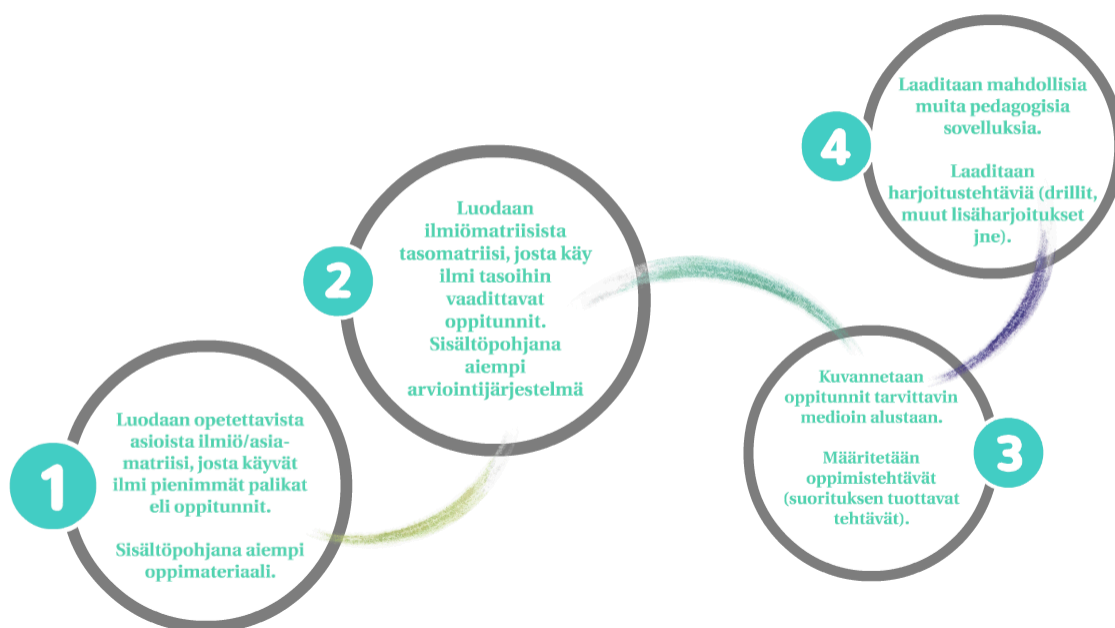 1
Luodaan opetettavista
asioista ilmiö/asia-
matriisi, josta käyvät
ilmi pienimmät palikat
eli oppitunnit.
Sisältöpohjana aiempi
oppimateriaali.
2
Luodaan
ilmiömatriisista
tasomatriisi, josta käy
ilmi tasoihin
vaadittavat
oppitunnit.
Sisältöpohjana
aiempi
arviointijärjestelmä
3
Kuvannetaan
oppitunnit tarvittavin
medioin alustaan.
Määritetään
oppimistehtävät
(suorituksen tuottavat
tehtävät).
4
Laaditaan mahdollisia
muita pedagogisia
sovelluksia.
Laaditaan
harjoitustehtäviä (drillit,
muut lisäharjoitukset
jne).